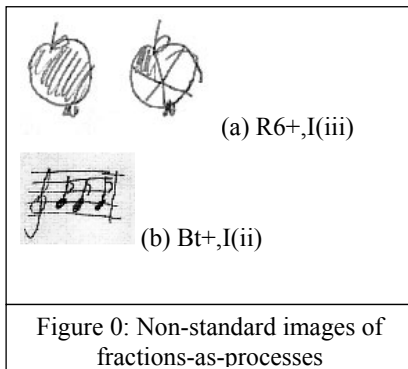 (a) R6+,I(iii)
(b) Bt+,I(ii)
Figure 0: Non-standard images of
fractions-as-processes